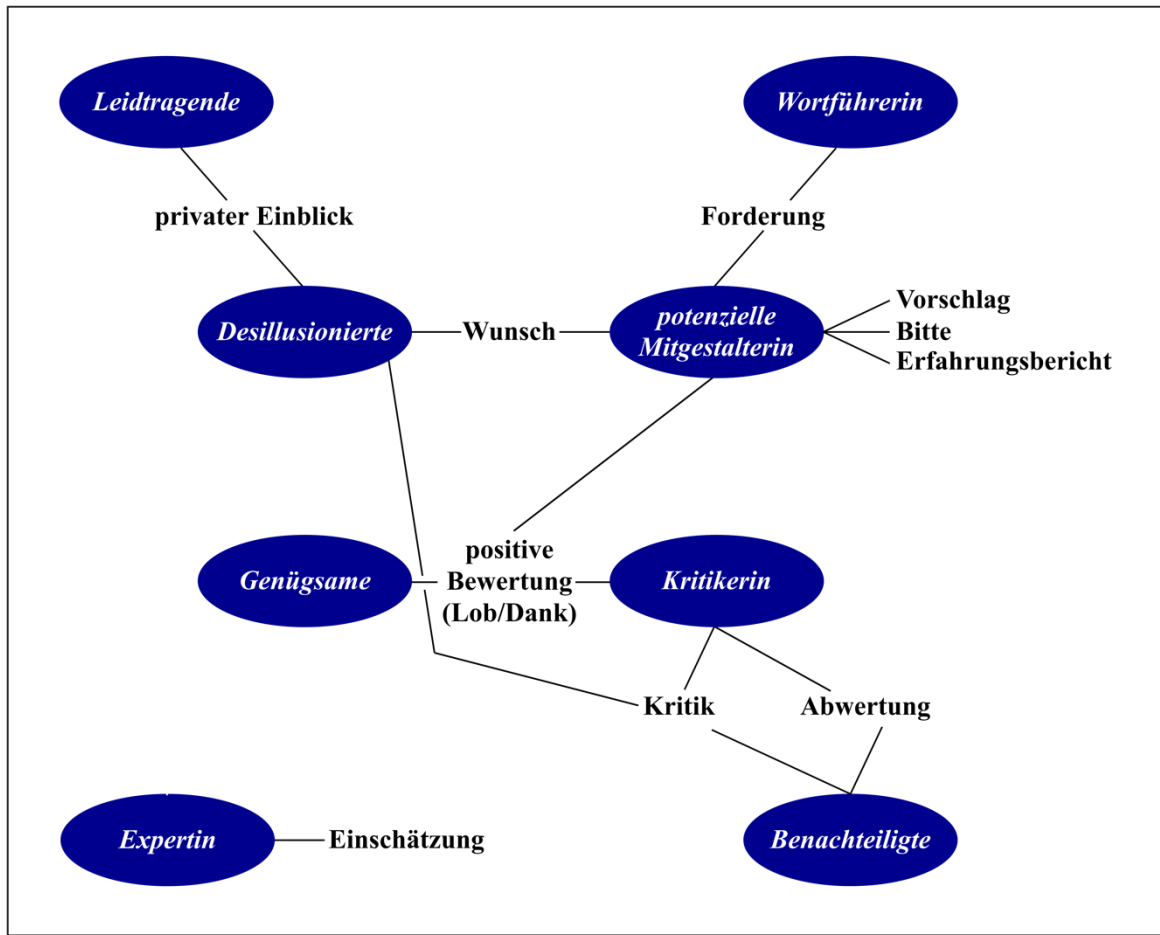 Leidtragende
Wortführerin
privater Einblick
Forderung
Desillusionierte
Wunsch
potenzielle
Mitgestalterin
Vorschlag
Bitte
Erfahrungsbericht
Genügsame
positive
Bewertung
(Lob/Dank)
Kritikerin
Kritik
Abwertung
Expertin
Einschätzung
Benachteiligte